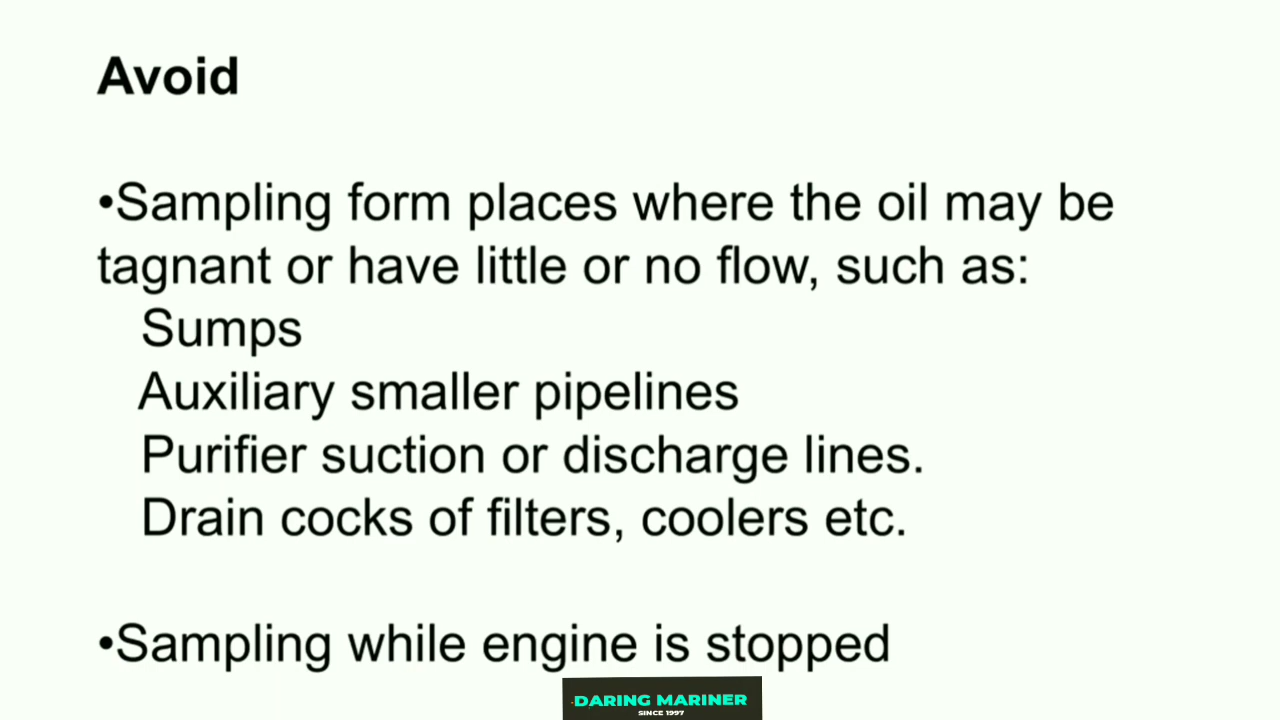 Avoid
•Sampling form places where the oil may be
tagnant or have little or no flow, such as:
Sumps
Auxiliary smaller pipelines
Purifier suction or discharge lines.
Drain cocks of filters, coolers etc.
•Sampling while engine is stopped
DARING MARINER
SINCE 1997